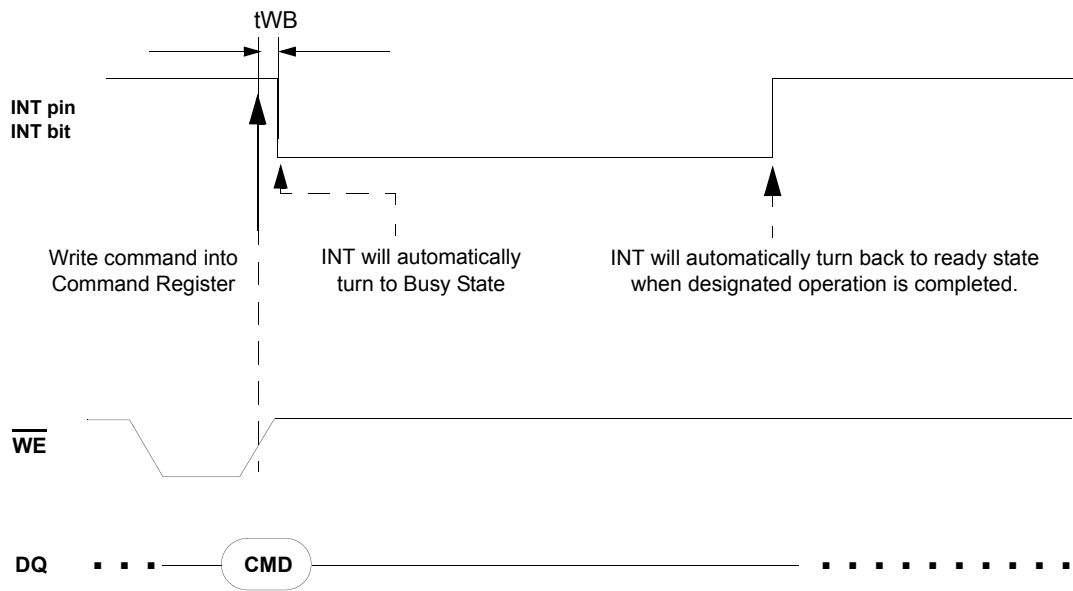 tWB
INT pin
INT bit
Write command into
Command Register
INT will automatically
turn to Busy State
INT will automatically turn back to ready state
when designated operation is completed.
WE
DQ
CMD